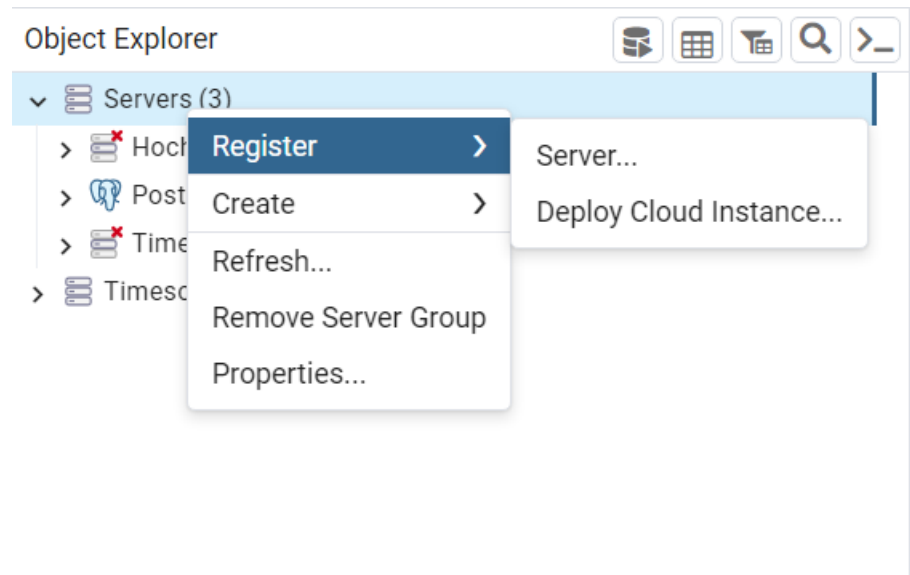 Object Explorer
Servers (3)
Register
Server...
Deploy Cloud Instance...
Create
Refresh...
Remove Server Group
Properties...